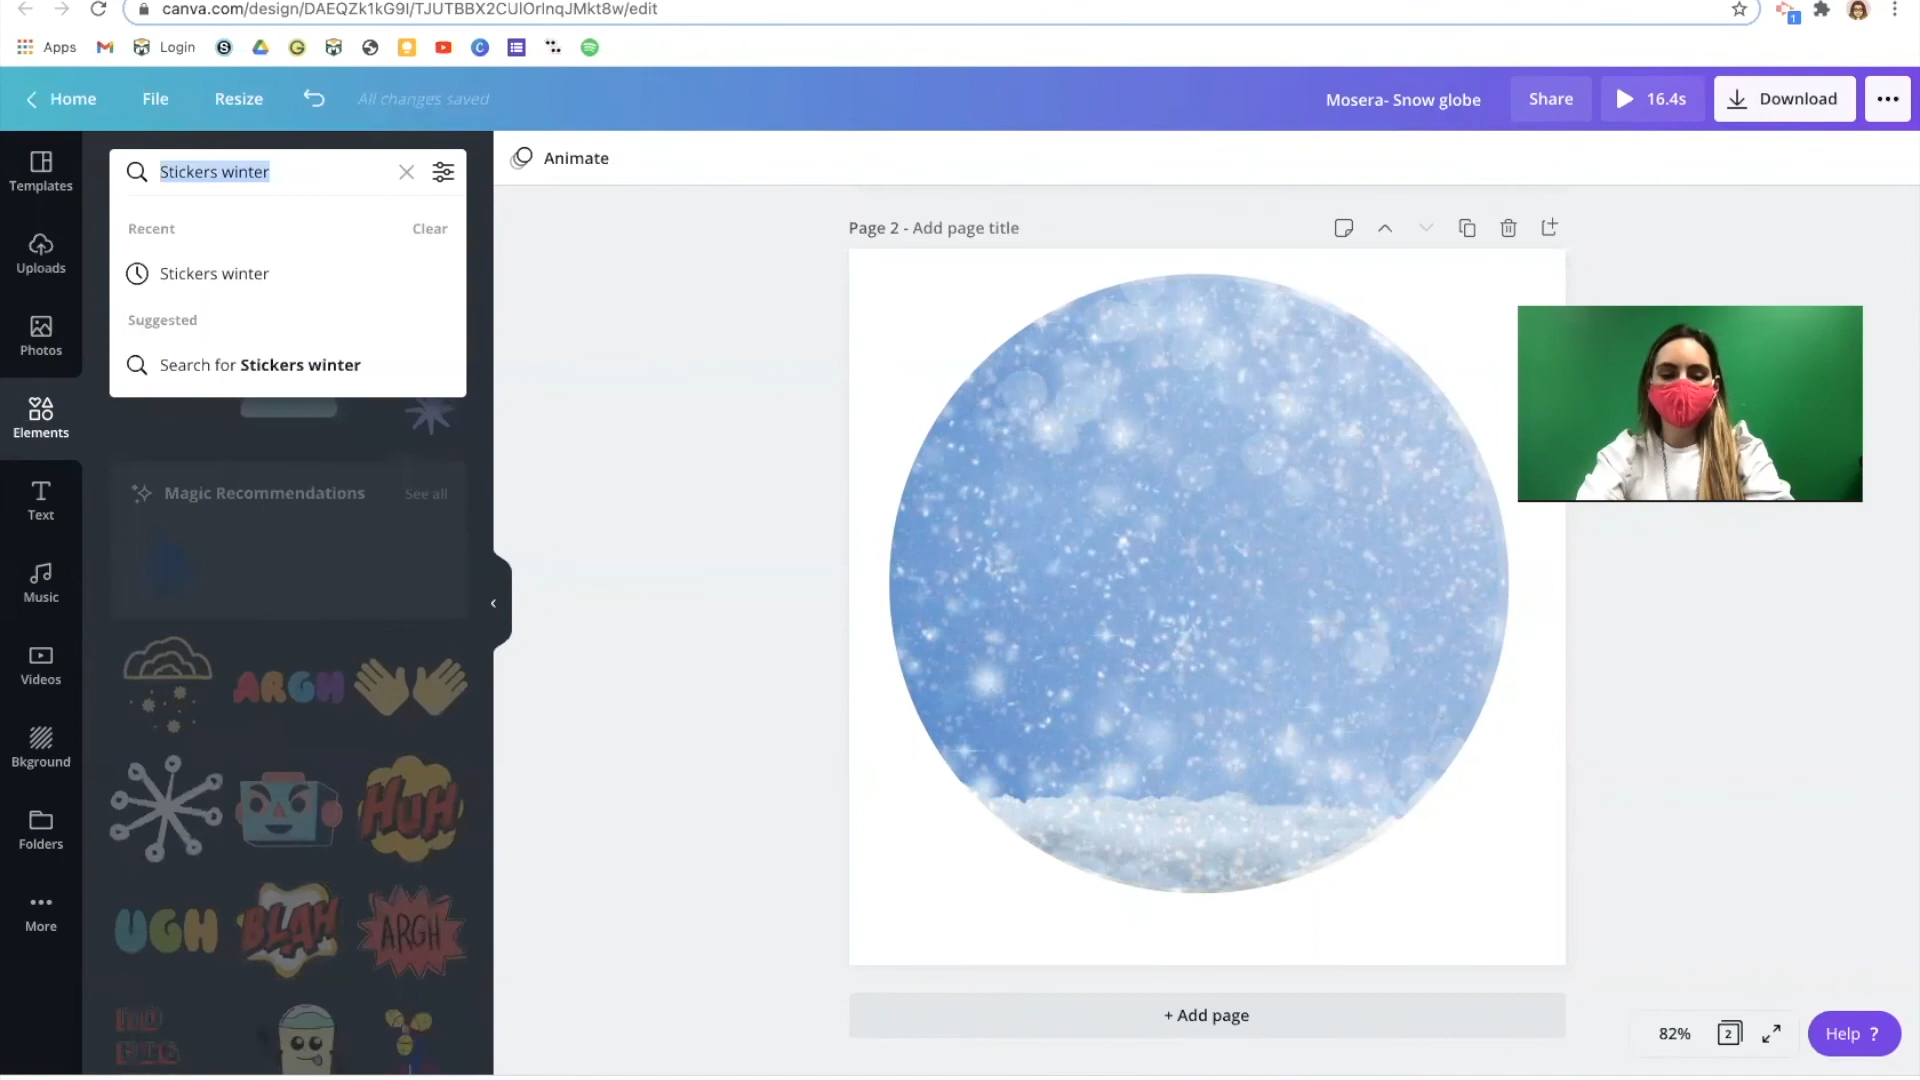 canva.com/design/DAEQZk1kG9I/TJUTBBX2CUlOrInqJMkt8w/edit
1
Apps
Login
Home
File
Resize
All changes saved
Mosera- Snow globe
Share
16.4s
Download
Templates
Uploads
Photos
Elements
Text
Music
Videos
Bkground
Folders
More
Stickers winter
Recent
Clear
Stickers winter
Suggested
Search for Stickers winter
Magic Recommendations
See all
ARGH
HUH
UGH
BLAH
ARGH
Animate
Page 2 - Add page title
+ Add page
82%
2
Help ?